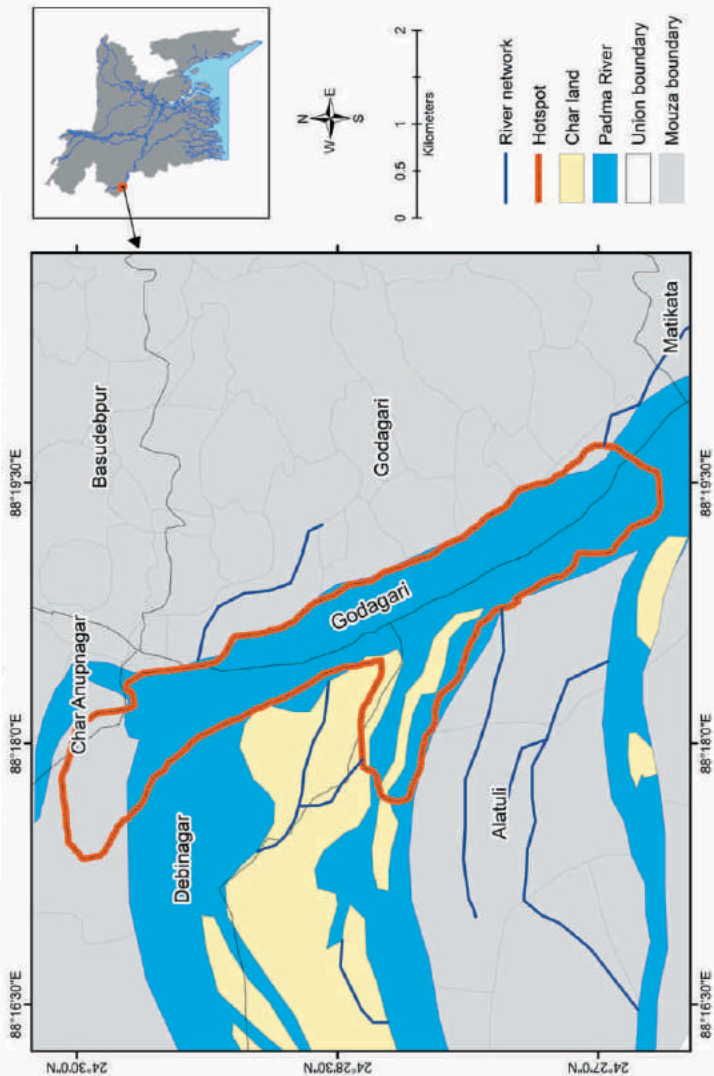 88°16'30"E
88°18'0"E
88°19'30"E
24°30'0"N
24°28'30"N
24°27'0"N
Char Anupnagar
Basudebpur
Debinagar
Godagari
Godagari
Alatuli
Matikata
N
W
E
S
0
0.5
1
2
Kilometers
River network
Hotspot
Char land
Padma River
Union boundary
Mouza boundary